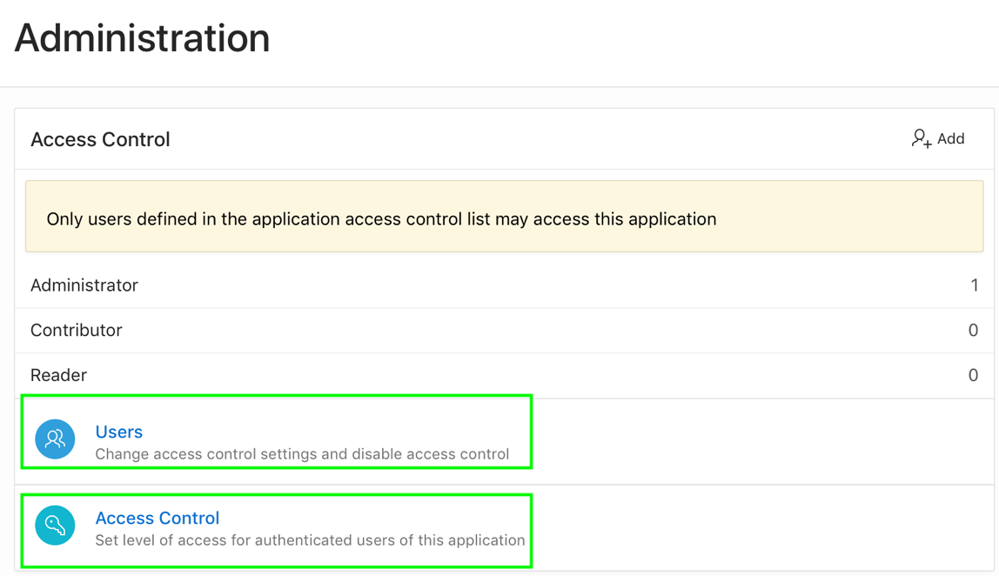 Administration
Access Control
Add
Only users defined in the application access control list may access this application
Administrator 1
Contributor 0
Reader 0
Users
Change access control settings and disable access control
Access Control
Set level of access for authenticated users of this application